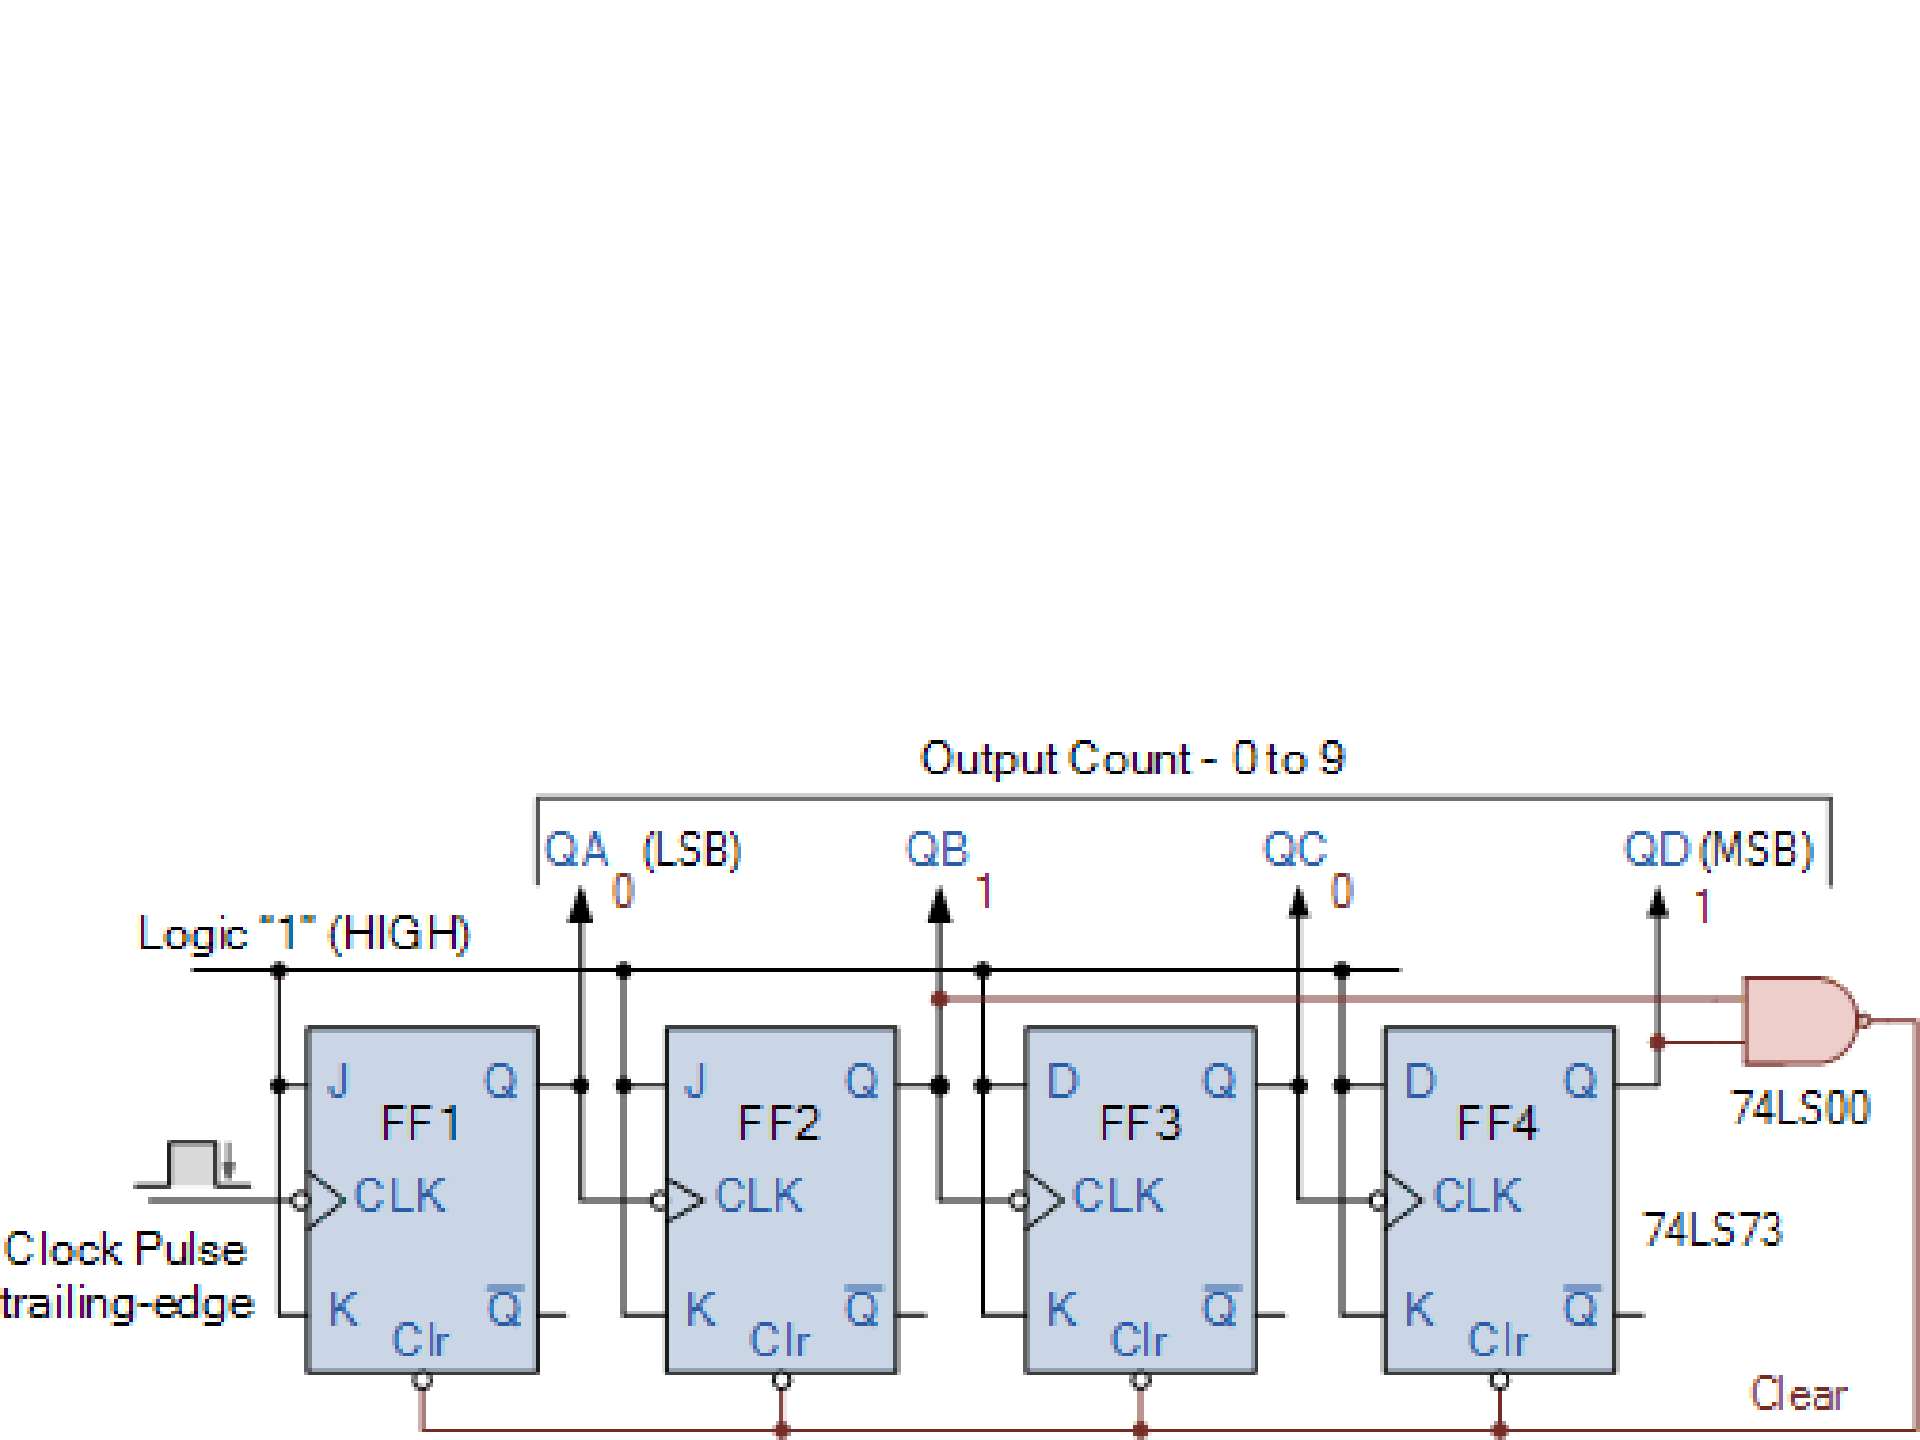 Output Count - 0 to 9
QA (LSB) QB QC QD (MSB)
0 1 0 1
Logic "1" (HIGH)
J Q J Q D Q D Q
FF1 FF2 FF3 FF4
74LS00
CLK CLK CLK CLK
74LS73
Clock Pulse
trailing-edge
K Q̅ K Q̅ K Q̅ K Q̅
Clr Clr Clr Clr
Clear